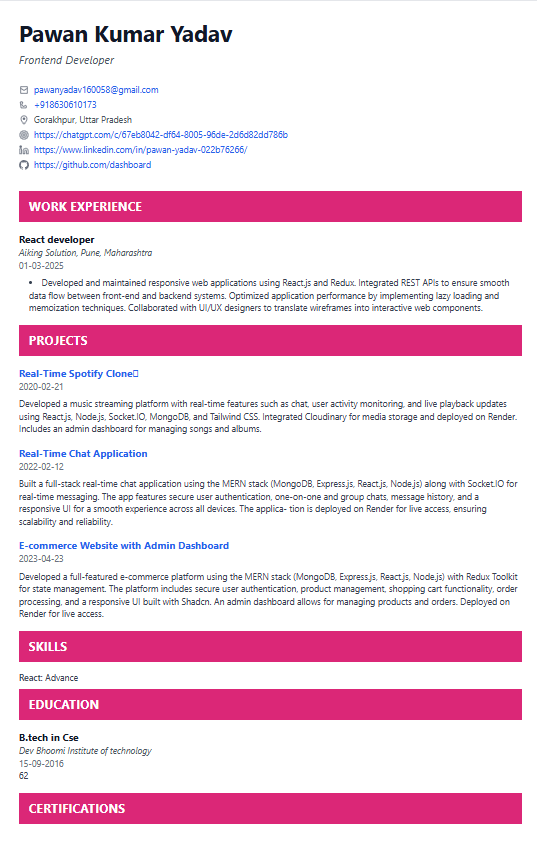 Pawan Kumar Yadav
Frontend Developer
pawanyadav160058@gmail.com
+918630610173
Gorakhpur, Uttar Pradesh
https://chatgpt.com/c/67eb8042-df64-8005-96de-2d6d82dd786b
https://www.linkedin.com/in/pawan-yadav-022b76266/
https://github.com/dashboard
WORK EXPERIENCE
React developer
Aiking Solution, Pune, Maharashtra
01-03-2025
• Developed and maintained responsive web applications using React.js and Redux. Integrated REST APIs to ensure smooth
data flow between front-end and backend systems. Optimized application performance by implementing lazy loading and
memoization techniques. Collaborated with UI/UX designers to translate wireframes into interactive web components.
PROJECTS
Real-Time Spotify Clone
2020-02-21
Developed a music streaming platform with real-time features such as chat, user activity monitoring, and live playback updates
using React.js, Node.js, Socket.IO, MongoDB, and Tailwind CSS. Integrated Cloudinary for media storage and deployed on Render.
Includes an admin dashboard for managing songs and albums.
Real-Time Chat Application
2022-02-12
Built a full-stack real-time chat application using the MERN stack (MongoDB, Express.js, React.js, Node.js) along with Socket.IO for
real-time messaging. The app features secure user authentication, one-on-one and group chats, message history, and a
responsive UI for a smooth experience across all devices. The applica- tion is deployed on Render for live access, ensuring
scalability and reliability.
E-commerce Website with Admin Dashboard
2023-04-23
Developed a full-featured e-commerce platform using the MERN stack (MongoDB, Express.js, React.js, Node.js) with Redux Toolkit
for state management. The platform includes secure user authentication, product management, shopping cart functionality, order
processing, and a responsive UI built with Shadcn. An admin dashboard allows for managing products and orders. Deployed on
Render for live access.
SKILLS
React: Advance
EDUCATION
B.tech in Cse
Dev Bhoomi Institute of technology
15-09-2016
62
CERTIFICATIONS